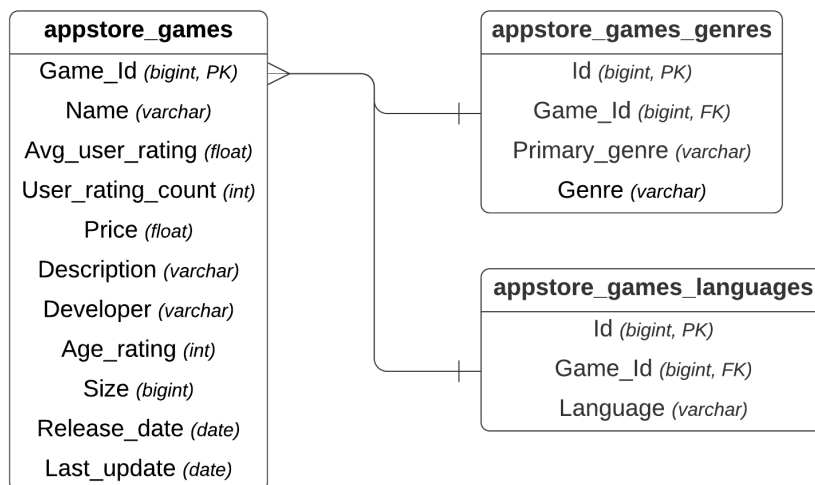 appstore_games
Game_Id (bigint, PK)
Name (varchar)
Avg_user_rating (float)
User_rating_count (int)
Price (float)
Description (varchar)
Developer (varchar)
Age_rating (int)
Size (bigint)
Release_date (date)
Last_update (date)
appstore_games_genres
Id (bigint, PK)
Game_Id (bigint, FK)
Primary_genre (varchar)
Genre (varchar)
appstore_games_languages
Id (bigint, PK)
Game_Id (bigint, FK)
Language (varchar)